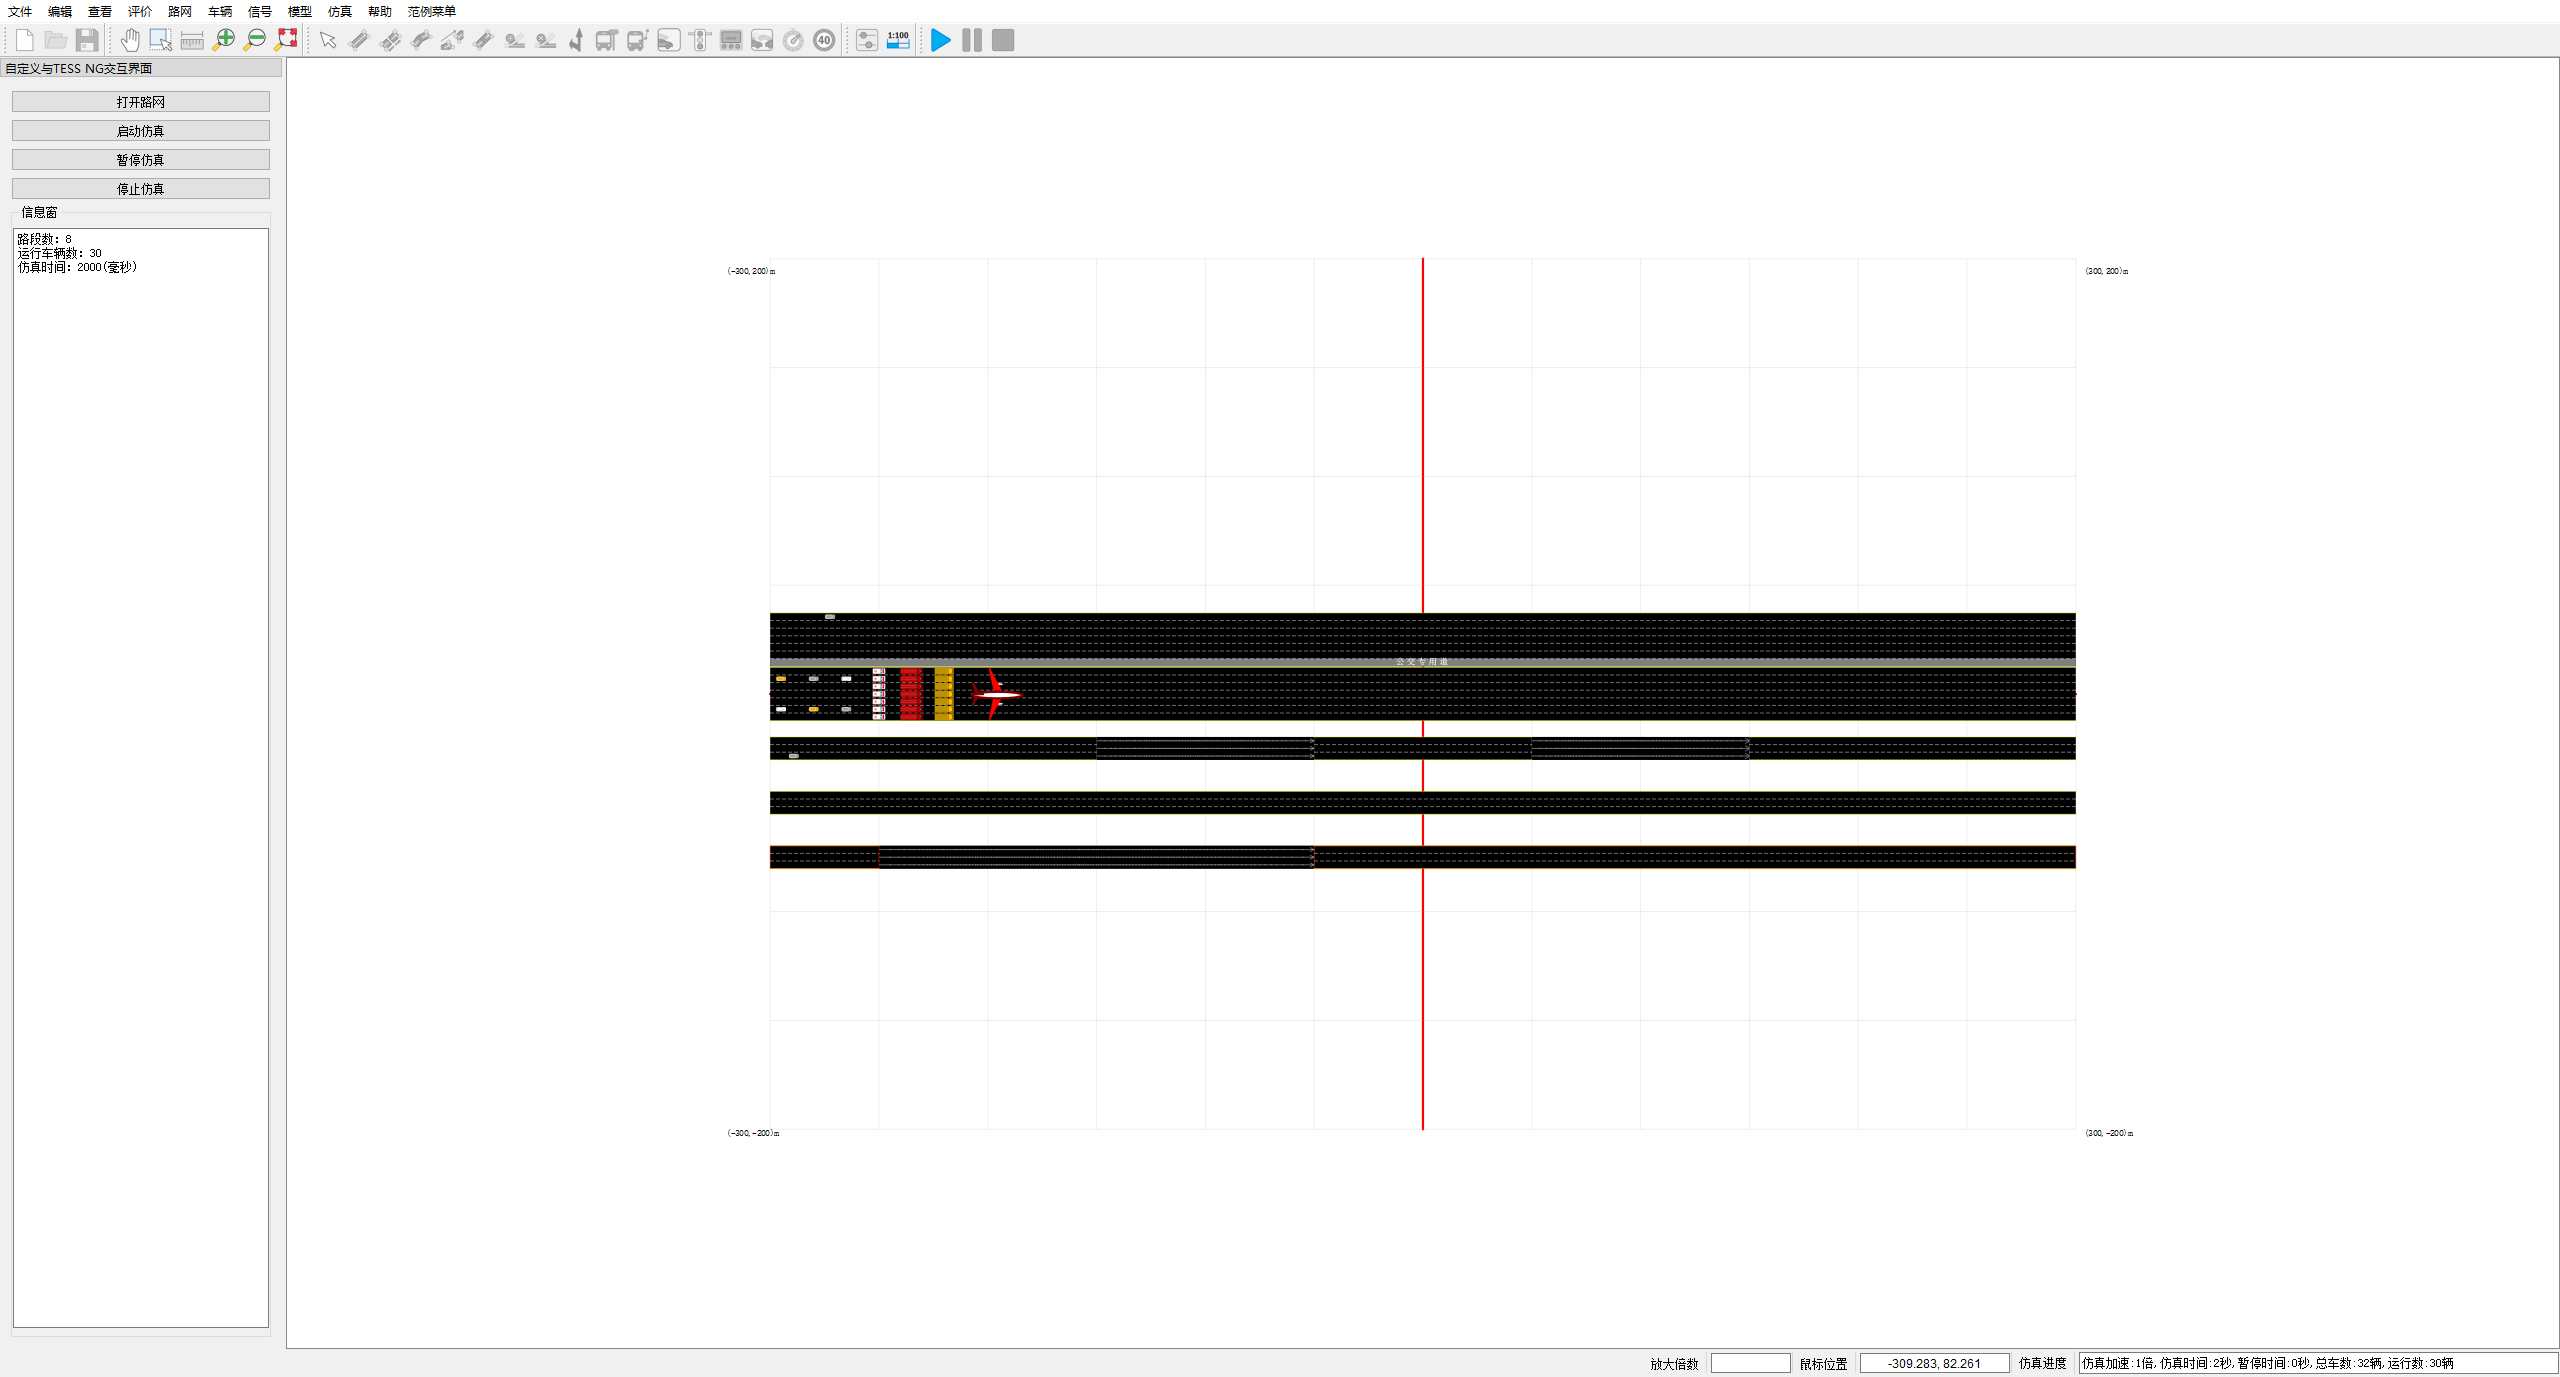 文件 编辑 查看 评价 路网 车辆 信号 模型 仿真 帮助 范例菜单
40 1:100
自定义与TESS NG交互界面
打开路网
启动仿真
暂停仿真
停止仿真
信息窗
路段数: 8
运行车辆数: 30
仿真时间: 2000(毫秒)
(-300,200)m (300,200)m
公交专用道
(-300,-200)m (300,-200)m
放大倍数 鼠标位置 -309.283, 82.261 仿真进度 仿真加速:1倍,仿真时间:2秒,暂停时间:0秒,总车数:32辆,运行数:30辆